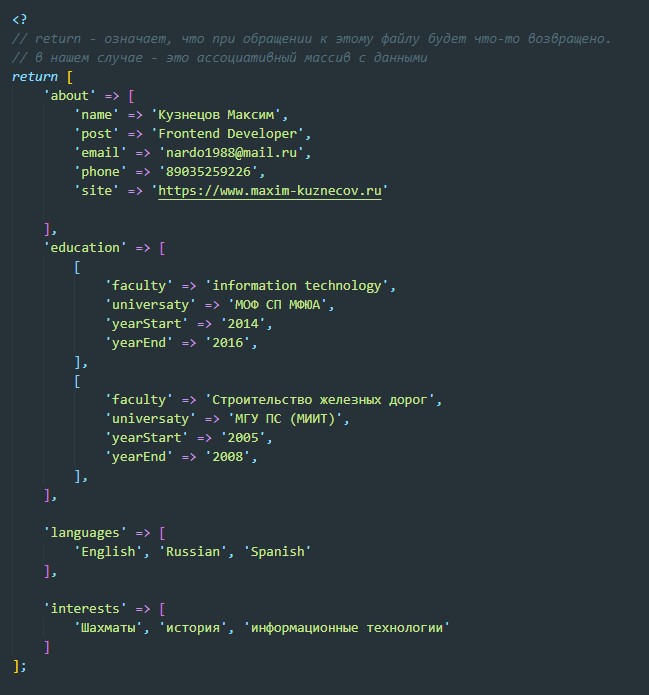 <?
// return - означает, что при обращении к этому файлу будет что-то возвращено.
// в нашем случае - это ассоциативный массив с данными
return [
    'about' => [
        'name' => 'Кузнецов Максим',
        'post' => 'Frontend Developer',
        'email' => 'nardo1988@mail.ru',
        'phone' => '89035259226',
        'site' => 'https://www.maxim-kuznecov.ru'

    ],
    'education' => [
        [
            'faculty' => 'information technology',
            'universaty' => 'МОФ СП МФЮА',
            'yearStart' => '2014',
            'yearEnd' => '2016',
        ],
        [
            'faculty' => 'Строительство железных дорог',
            'universaty' => 'МГУ ПС (МИИТ)',
            'yearStart' => '2005',
            'yearEnd' => '2008',
        ],
    ],

    'languages' => [
        'English', 'Russian', 'Spanish'
    ],

    'interests' => [
        'Шахматы', 'история', 'информационные технологии'
    ]
];